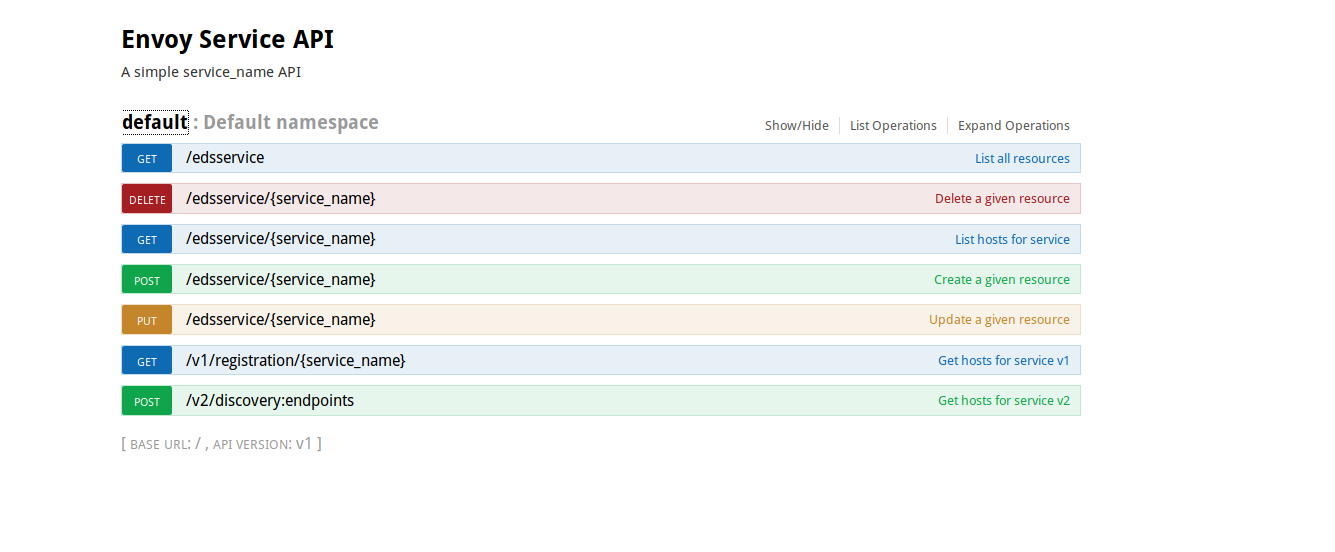 Envoy Service API
A simple service_name API
default : Default namespace Show/Hide List Operations Expand Operations
GET /edsservice List all resources
DELETE /edsservice/{service_name} Delete a given resource
GET /edsservice/{service_name} List hosts for service
POST /edsservice/{service_name} Create a given resource
PUT /edsservice/{service_name} Update a given resource
GET /v1/registration/{service_name} Get hosts for service v1
POST /v2/discovery:endpoints Get hosts for service v2
[ BASE URL: / , API VERSION: v1 ]